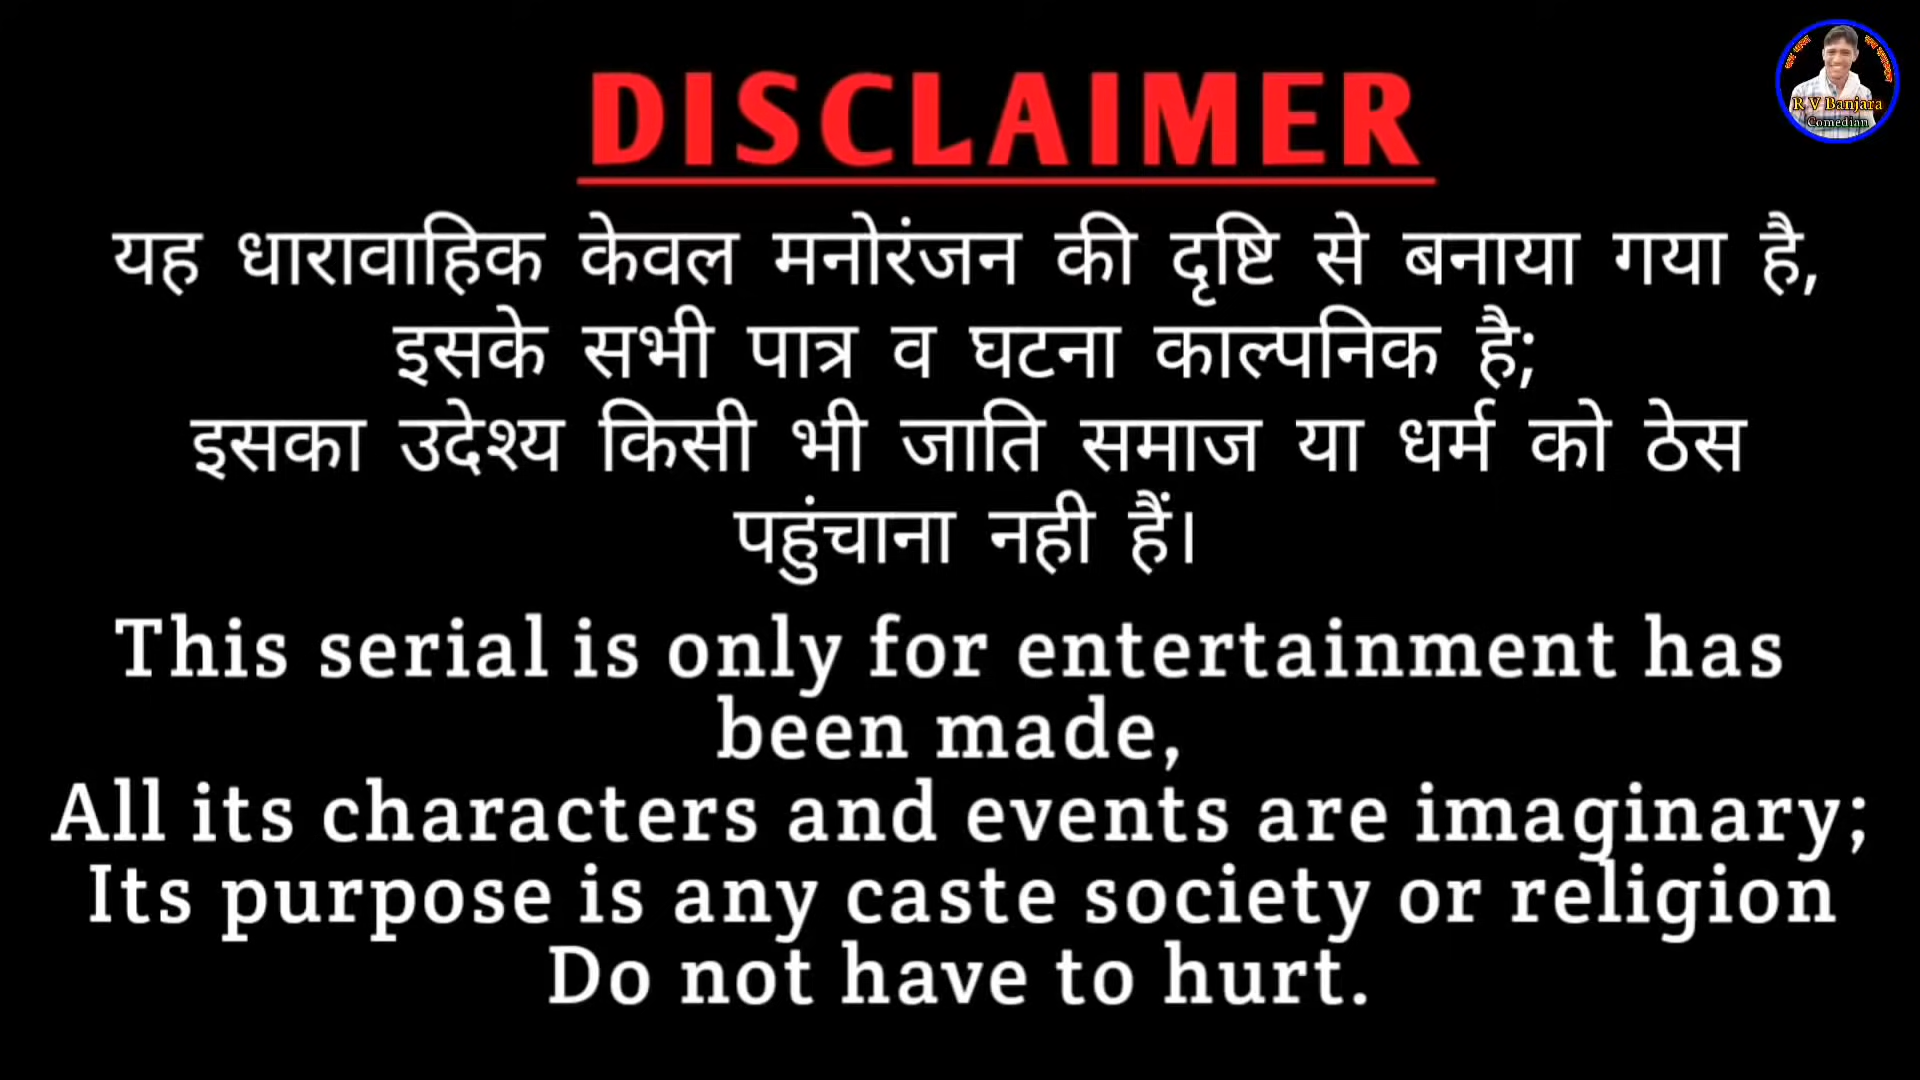 DISCLAIMER
यह धारावाहिक केवल मनोरंजन की दृष्टि से बनाया गया है,
इसके सभी पात्र व घटना काल्पनिक है;
इसका उदेश्य किसी भी जाति समाज या धर्म को ठेस
पहुंचाना नही हैं।
This serial is only for entertainment has
been made,
All its characters and events are imaginary;
Its purpose is any caste society or religion
Do not have to hurt.
R V Banjara
Comedian